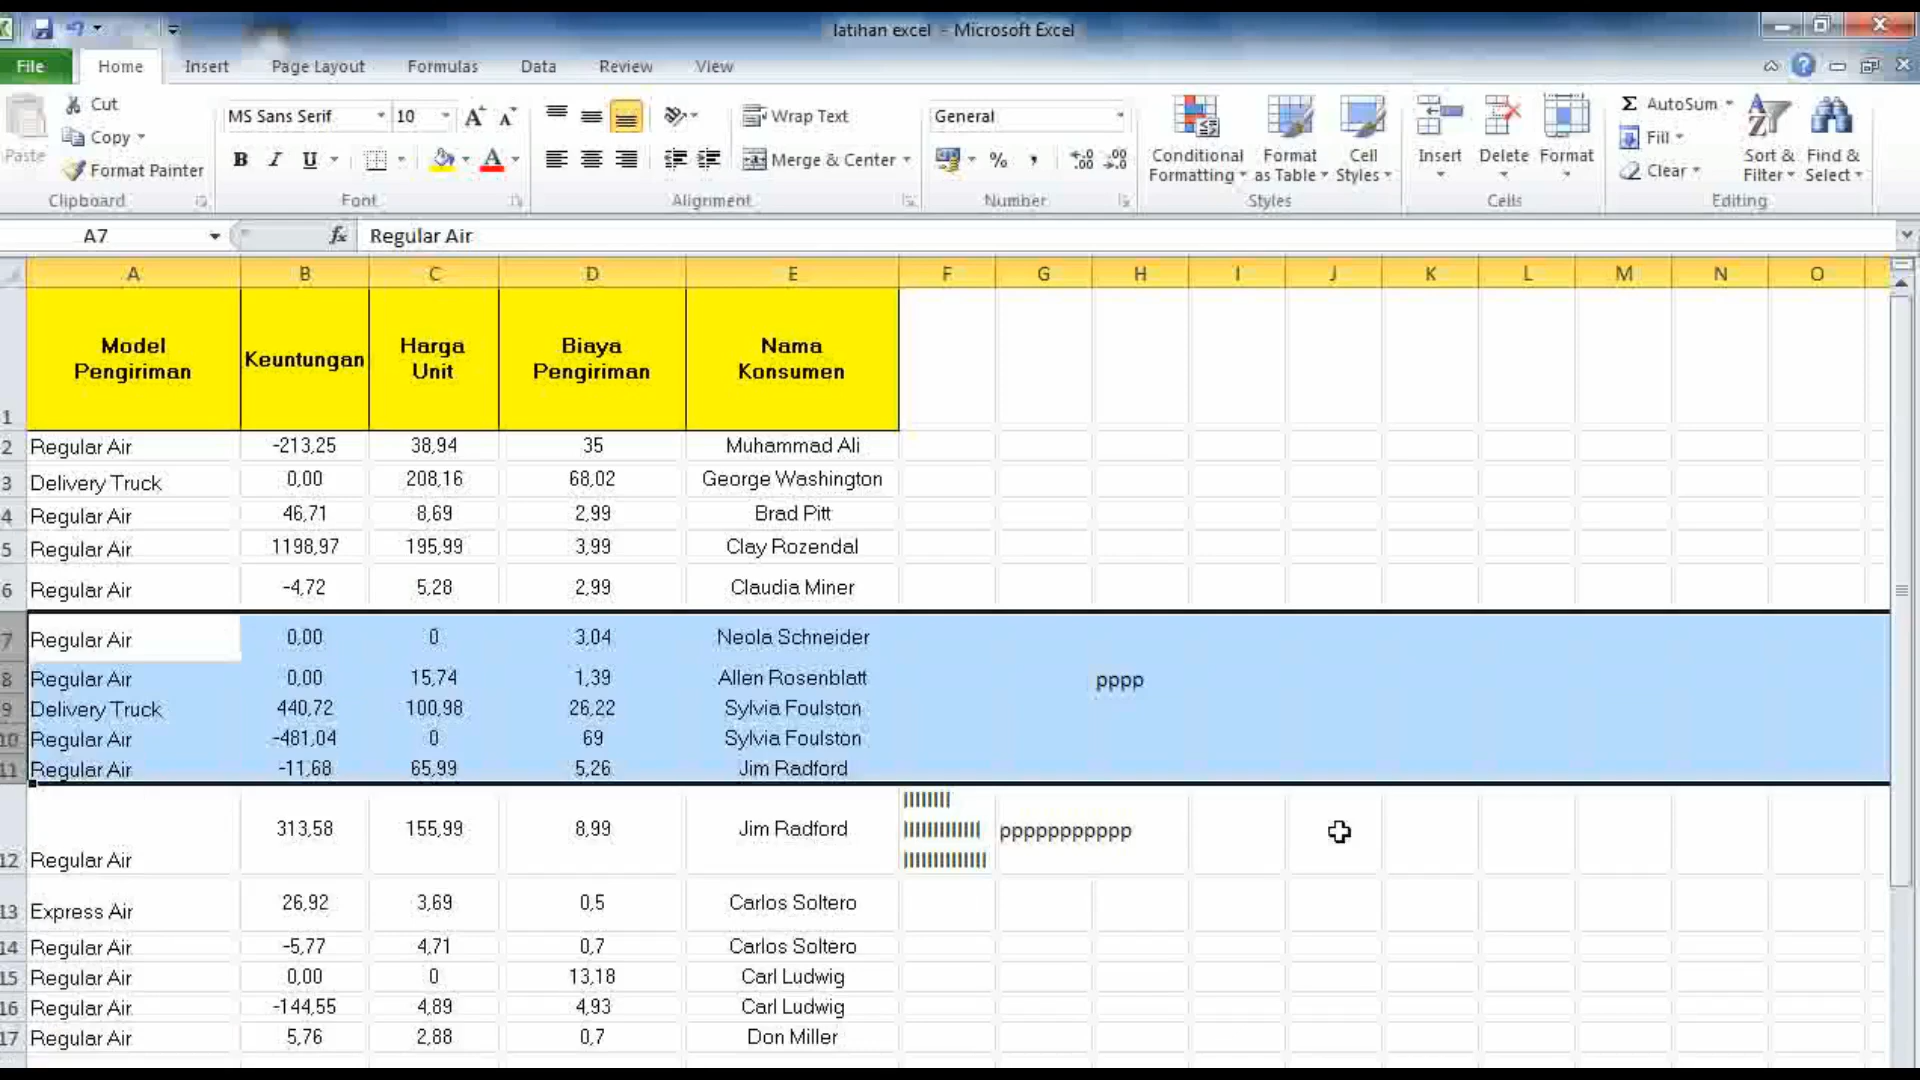 latihan excel - Microsoft Excel
File Home Insert Page Layout Formulas Data Review View
Cut
Copy
Format Painter
Paste
Clipboard
MS Sans Serif 10
B I U
Font
Wrap Text
Merge & Center
Alignment
General
%
Number
Conditional Formatting
Format as Table
Cell Styles
Styles
Insert Delete Format
Cells
AutoSum
Fill
Clear
Sort & Filter
Find & Select
Editing
A7 fx Regular Air
A B C D E F G H I J K L M N O
1 Model Pengiriman Keuntungan Harga Unit Biaya Pengiriman Nama Konsumen
2 Regular Air -213,25 38,94 35 Muhammad Ali
3 Delivery Truck 0,00 208,16 68,02 George Washington
4 Regular Air 46,71 8,69 2,99 Brad Pitt
5 Regular Air 1198,97 195,99 3,99 Clay Rozendal
6 Regular Air -4,72 5,28 2,99 Claudia Miner
7 Regular Air 0,00 0 3,04 Neola Schneider
8 Regular Air 0,00 15,74 1,39 Allen Rosenblatt pppp
9 Delivery Truck 440,72 100,98 26,22 Sylvia Foulston
10 Regular Air -481,04 0 69 Sylvia Foulston
11 Regular Air -11,68 65,99 5,26 Jim Radford
12 Regular Air 313,58 155,99 8,99 Jim Radford ppppppppppp
13 Express Air 26,92 3,69 0,5 Carlos Soltero
14 Regular Air -5,77 4,71 0,7 Carlos Soltero
15 Regular Air 0,00 0 13,18 Carl Ludwig
16 Regular Air -144,55 4,89 4,93 Carl Ludwig
17 Regular Air 5,76 2,88 0,7 Don Miller